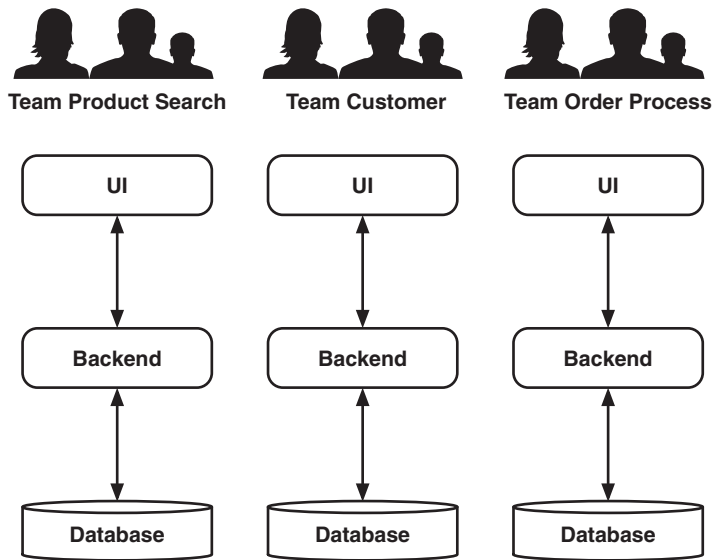 Team Product Search
Team Customer
Team Order Process
UI
UI
UI
Backend
Backend
Backend
Database
Database
Database